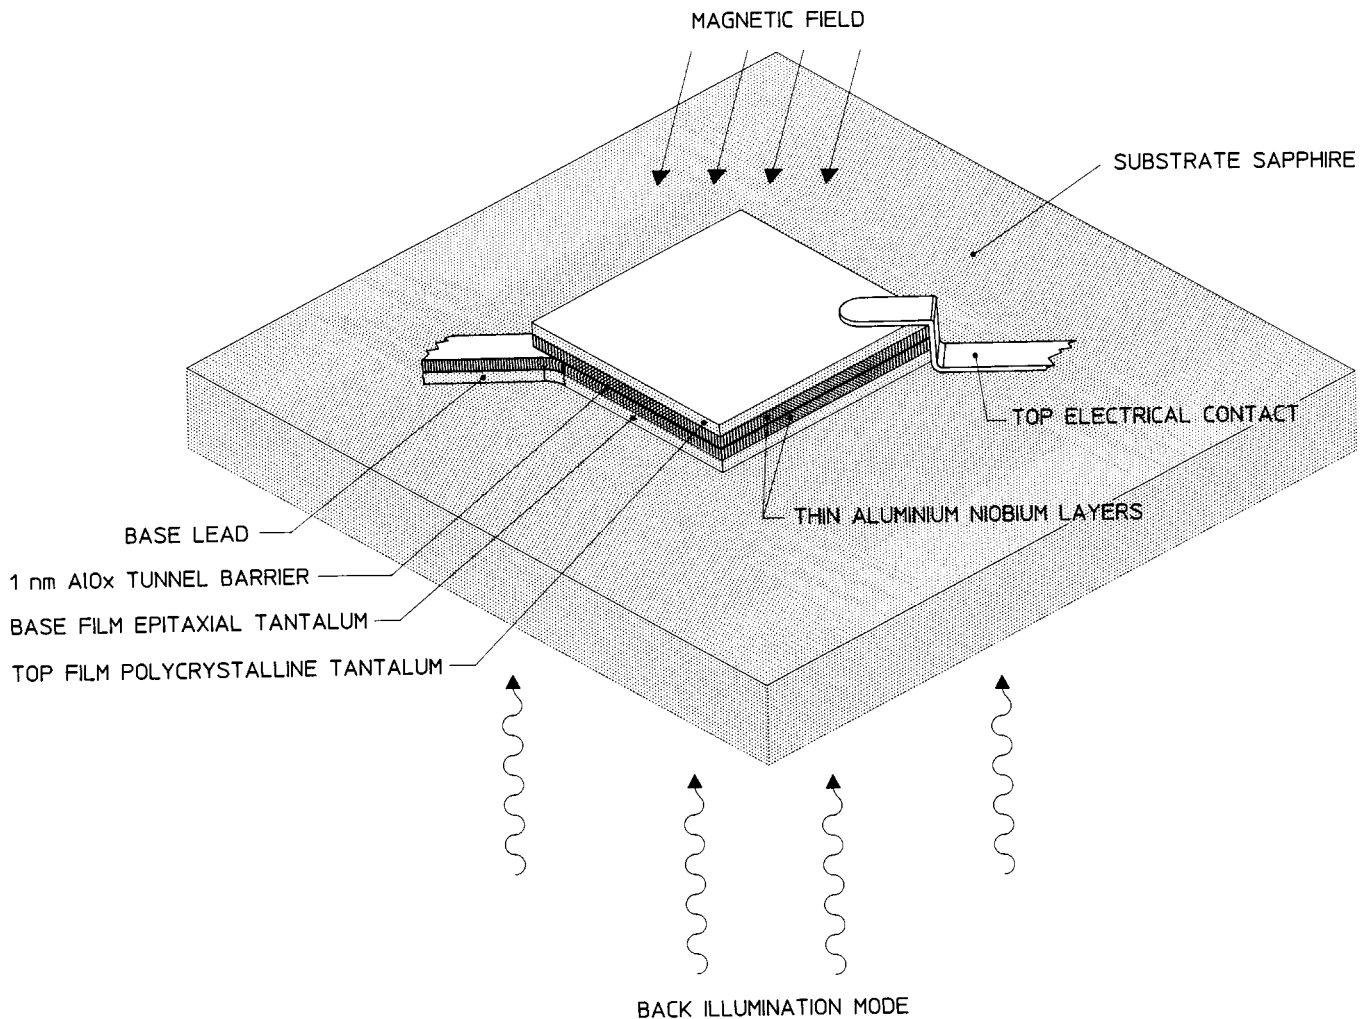 MAGNETIC FIELD
SUBSTRATE SAPPHIRE
TOP ELECTRICAL CONTACT
THIN ALUMINIUM NIOBIUM LAYERS
BASE LEAD
1 nm AlOx TUNNEL BARRIER
BASE FILM EPITAXIAL TANTALUM
TOP FILM POLYCRYSTALLINE TANTALUM
BACK ILLUMINATION MODE